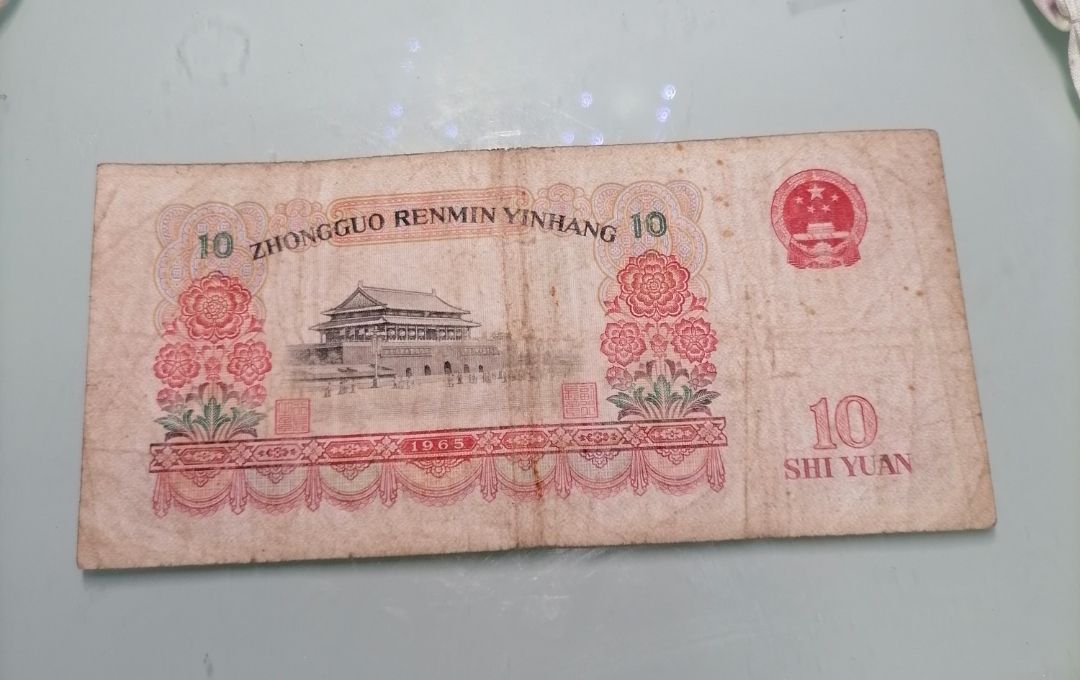 10 ZHONGGUO RENMIN YINHANG 10
1965
10
SHI YUAN